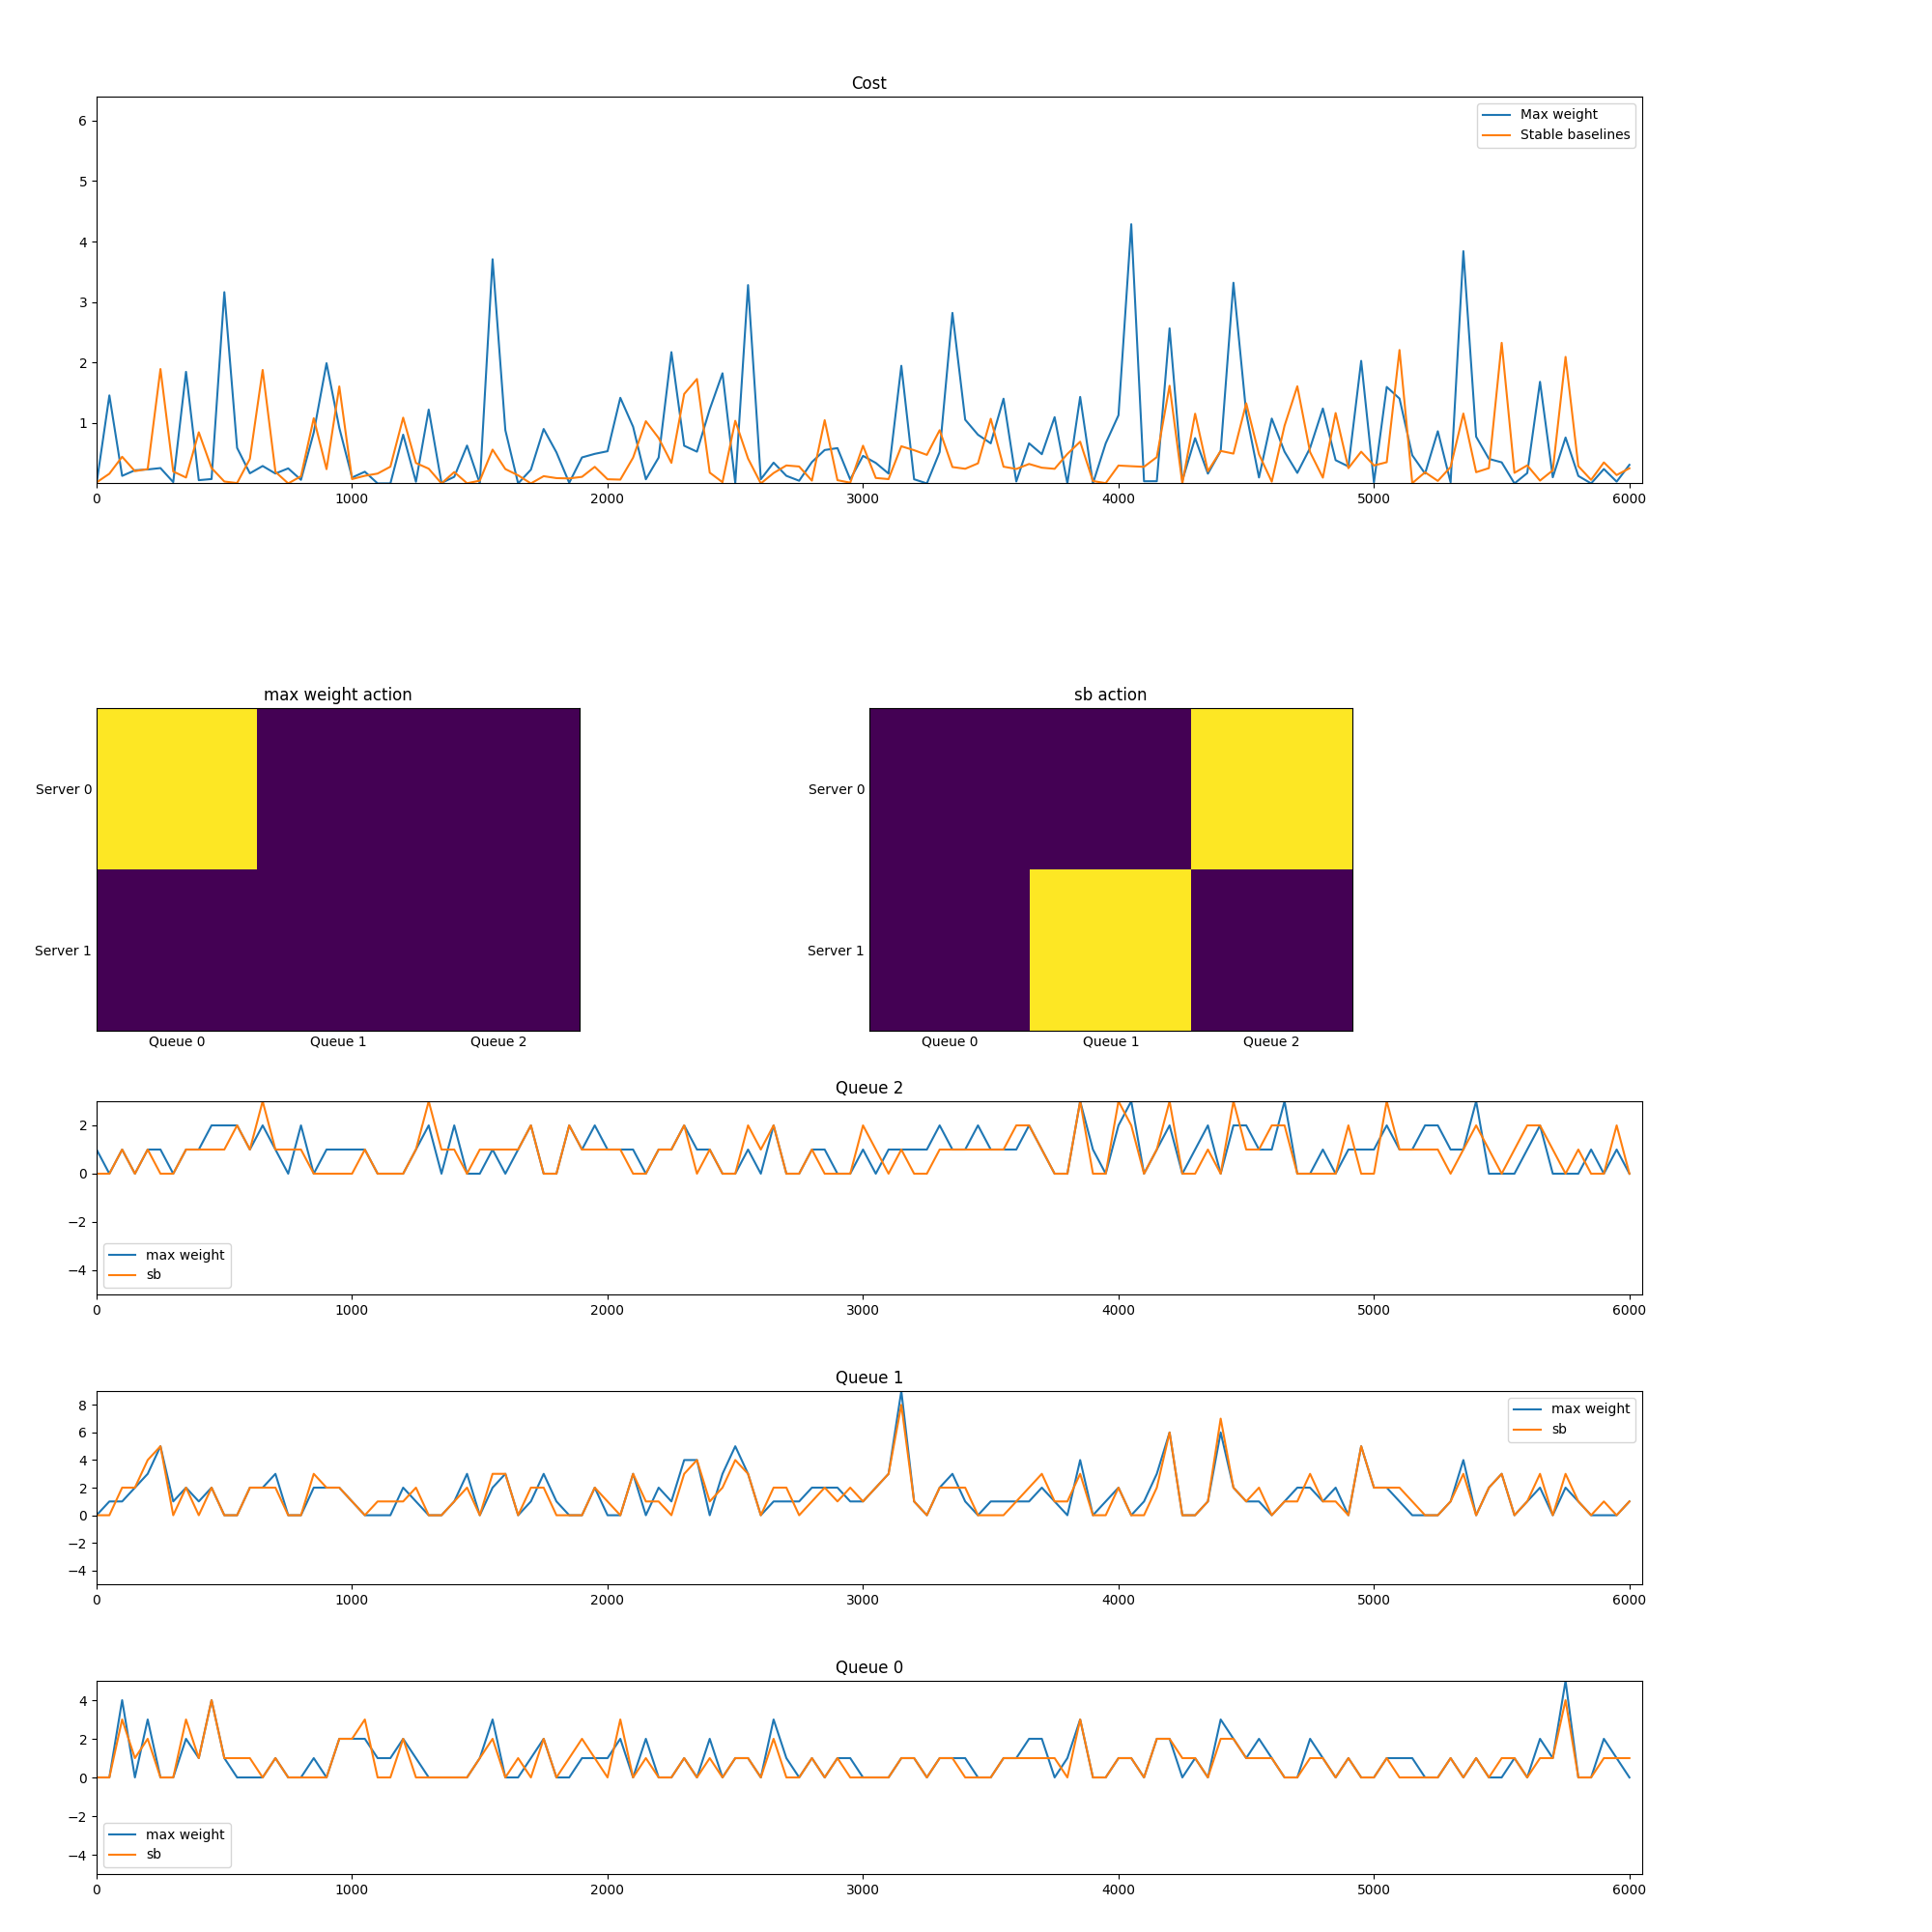 Cost
6
5
4
3
2
1
Max weight
Stable baselines
0 1000 2000 3000 4000 5000 6000
max weight action
Server 0
Server 1
Queue 0 Queue 1 Queue 2
sb action
Server 0
Server 1
Queue 0 Queue 1 Queue 2
Queue 2
2
0
−2
−4
max weight
sb
0 1000 2000 3000 4000 5000 6000
Queue 1
8
6
4
2
0
−2
−4
max weight
sb
0 1000 2000 3000 4000 5000 6000
Queue 0
4
2
0
−2
−4
max weight
sb
0 1000 2000 3000 4000 5000 6000